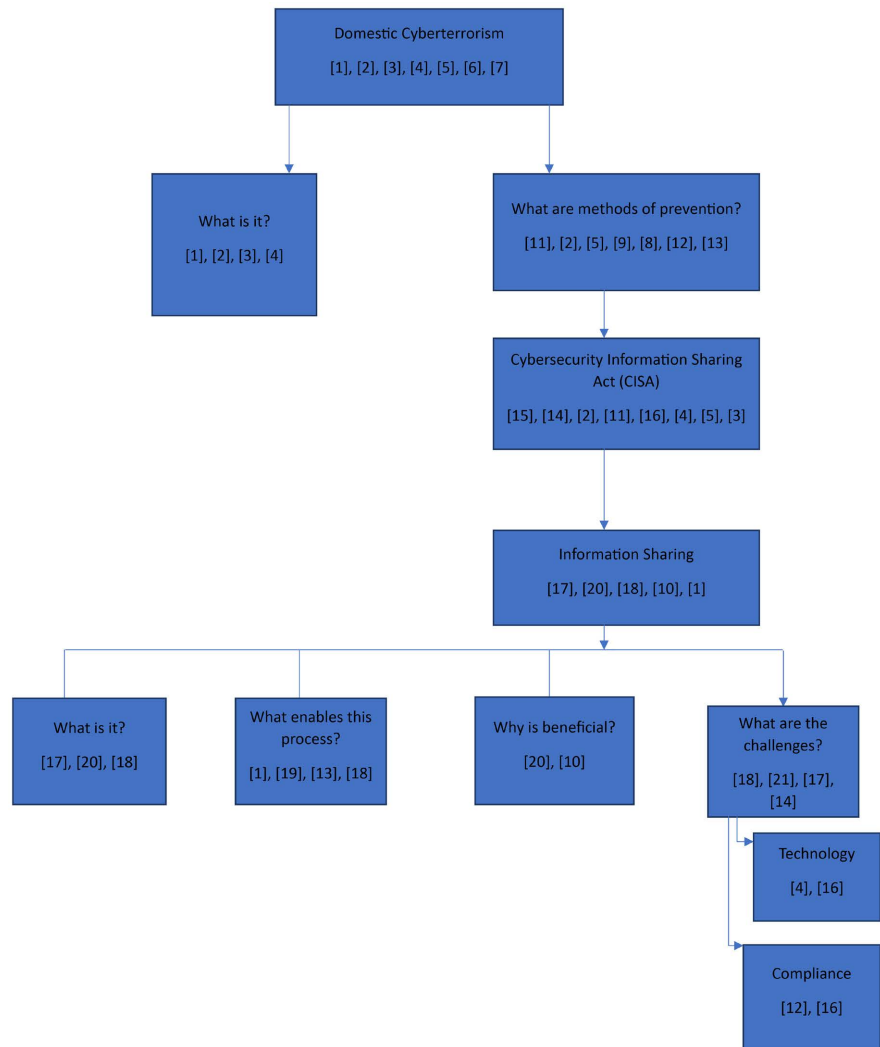 Domestic Cyberterrorism
[1], [2], [3], [4], [5], [6], [7]
What is it?
[1], [2], [3], [4]
What are methods of prevention?
[11], [2], [5], [9], [8], [12], [13]
Cybersecurity Information Sharing
Act (CISA)
[15], [14], [2], [11], [16], [4], [5], [3]
Information Sharing
[17], [20], [18], [10], [1]
What is it?
[17], [20], [18]
What enables this
process?
[1], [19], [13], [18]
Why is beneficial?
[20], [10]
What are the
challenges?
[18], [21], [17],
[14]
Technology
[4], [16]
Compliance
[12], [16]